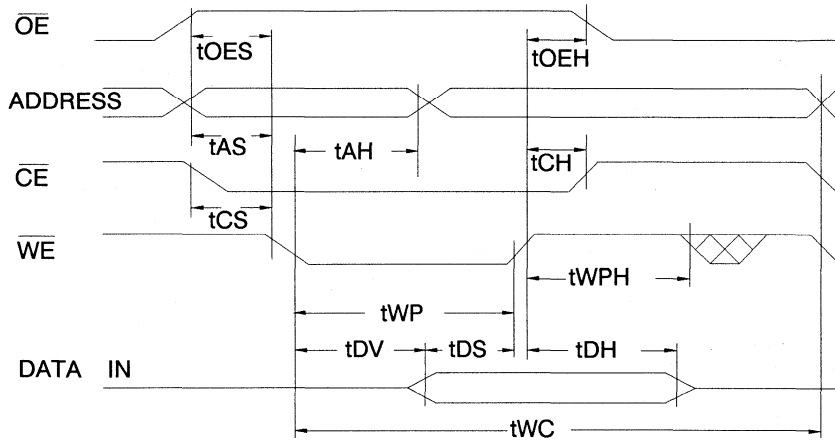 OE
tOES
tOEH
ADDRESS
tAS
tAH
tCH
CE
tCS
WE
tWPH
tWP
tDV
tDS
tDH
DATA IN
tWC